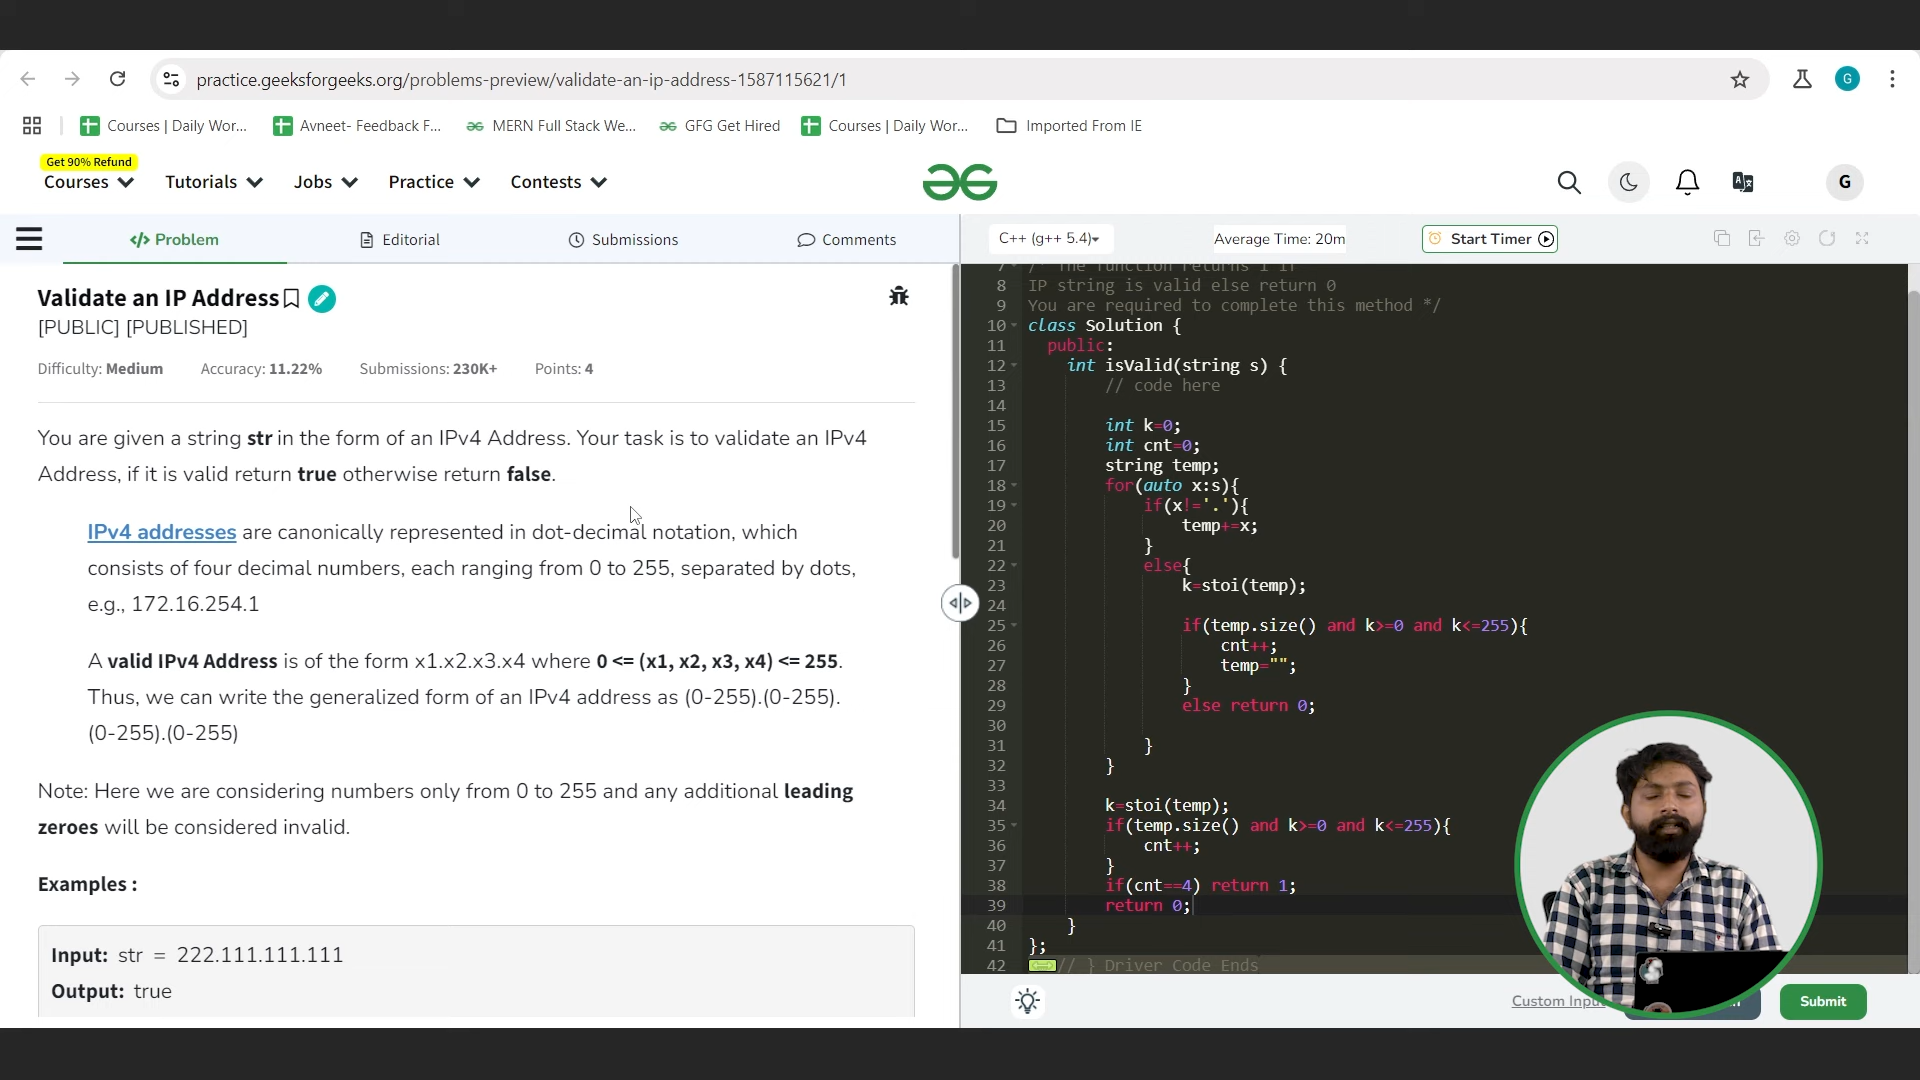 practice.geeksforgeeks.org/problems-preview/validate-an-ip-address-1587115621/1
G
Courses | Daily Wor...
Avneet- Feedback F...
MERN Full Stack We...
GFG Get Hired
Courses | Daily Wor...
Imported From IE
Get 90% Refund
Courses
Tutorials
Jobs
Practice
Contests
G
</> Problem
Editorial
Submissions
Comments
C++ (g++ 5.4)
Average Time: 20m
Start Timer
Validate an IP Address
[PUBLIC] [PUBLISHED]
Difficulty: Medium
Accuracy: 11.22%
Submissions: 230K+
Points: 4
You are given a string str in the form of an IPv4 Address. Your task is to validate an IPv4
Address, if it is valid return true otherwise return false.
IPv4 addresses are canonically represented in dot-decimal notation, which
consists of four decimal numbers, each ranging from 0 to 255, separated by dots,
e.g., 172.16.254.1
A valid IPv4 Address is of the form x1.x2.x3.x4 where 0 <= (x1, x2, x3, x4) <= 255.
Thus, we can write the generalized form of an IPv4 address as (0-255).(0-255).
(0-255).(0-255)
Note: Here we are considering numbers only from 0 to 255 and any additional leading
zeroes will be considered invalid.
Examples :
Input: str = 222.111.111.111
Output: true
7 /* The function returns 1 if
8 IP string is valid else return 0
9 You are required to complete this method */
10 class Solution {
11 public:
12 int isValid(string s) {
13 // code here
14
15 int k=0;
16 int cnt=0;
17 string temp;
18 for(auto x:s){
19 if(x!='.'){
20 temp+=x;
21 }
22 else{
23 k=stoi(temp);
24
25 if(temp.size() and k>=0 and k<=255){
26 cnt++;
27 temp="";
28 }
29 else return 0;
30
31 }
32 }
33
34 k=stoi(temp);
35 if(temp.size() and k>=0 and k<=255){
36 cnt++;
37 }
38 if(cnt==4) return 1;
39 return 0;
40 }
41 };
42 // } Driver Code Ends
Custom Inpu
Submit